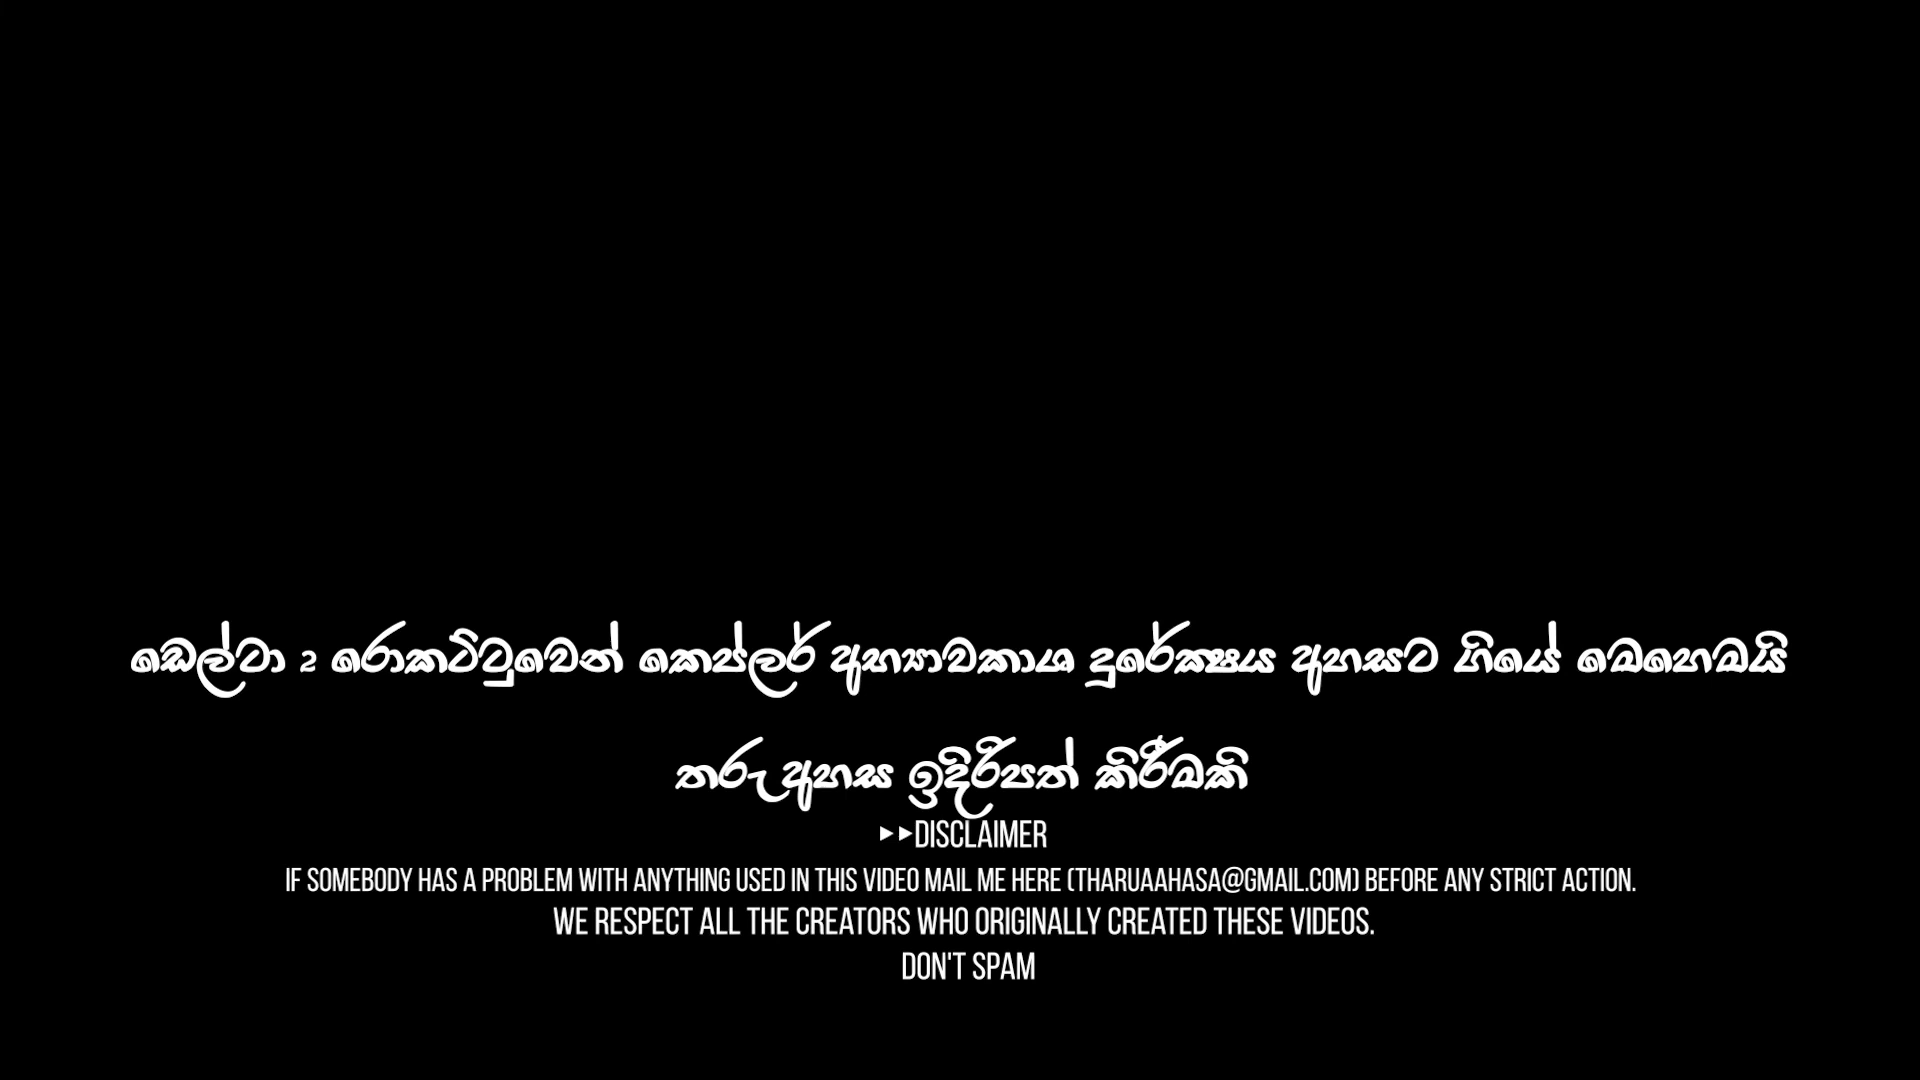 ඩෙල්ටා 2 රොකට්ටුවෙන් කෙප්ලර් අභ්‍යාවකාශ දුරේක්ෂය අහසට ගියේ මෙහෙමයි
තරු අහස ඉදිරිපත් කිරීමකි
▶▶DISCLAIMER
IF SOMEBODY HAS A PROBLEM WITH ANYTHING USED IN THIS VIDEO MAIL ME HERE (THARUAAHASA@GMAIL.COM) BEFORE ANY STRICT ACTION.
WE RESPECT ALL THE CREATORS WHO ORIGINALLY CREATED THESE VIDEOS.
DON'T SPAM